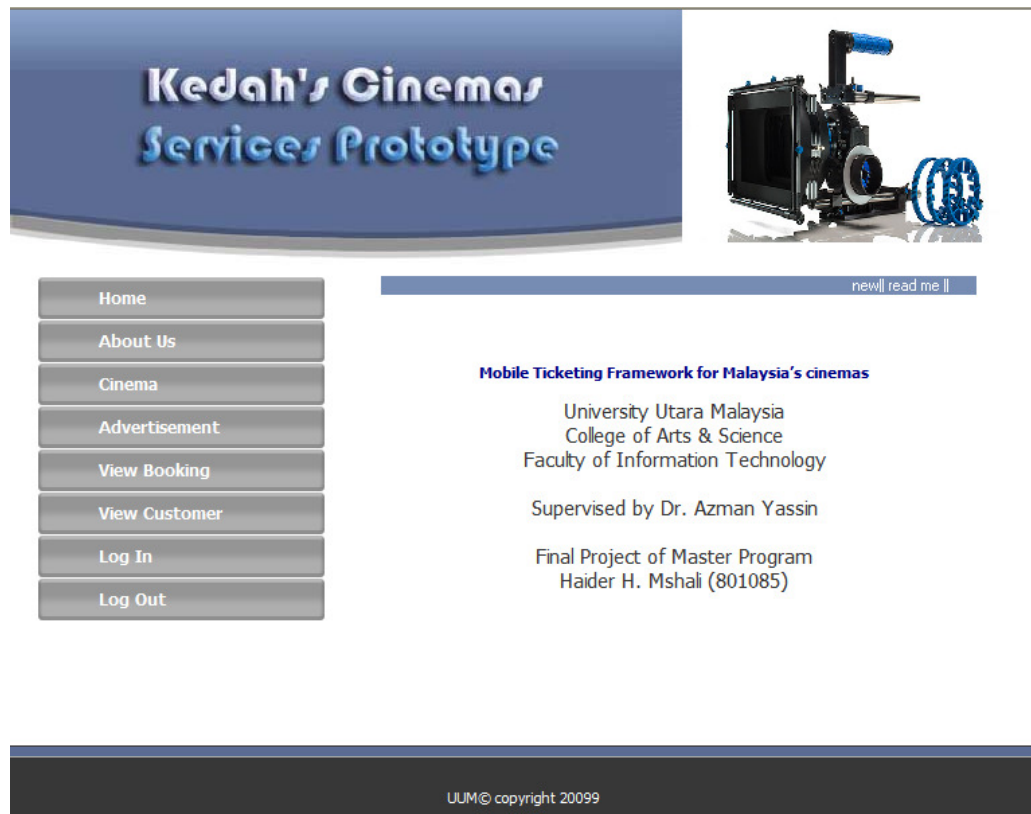 Kedah's Cinemas
Services Prototype
new|| read me ||
Home
About Us
Cinema
Advertisement
View Booking
View Customer
Log In
Log Out
Mobile Ticketing Framework for Malaysia’s cinemas
University Utara Malaysia
College of Arts & Science
Faculty of Information Technology
Supervised by Dr. Azman Yassin
Final Project of Master Program
Haider H. Mshali (801085)
UUM© copyright 20099